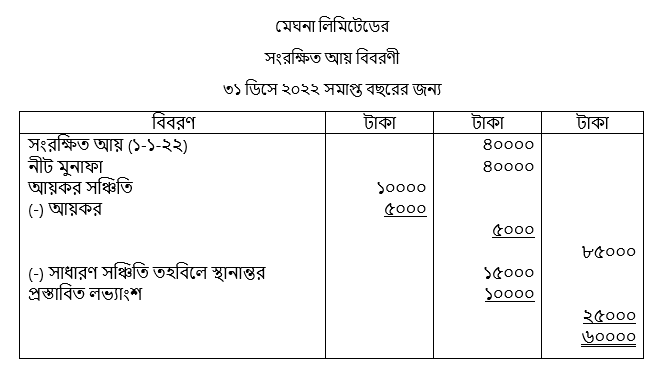 মেঘনা লিমিটেডের
সংরক্ষিত আয় বিবরণী
৩১ ডিসে ২০২২ সমাপ্ত বছরের জন্য
বিবরণ টাকা টাকা টাকা
সংরক্ষিত আয় (১-১-২২) ৪০০০০
নীট মুনাফা ৪০০০০
আয়কর সঞ্চিতি ১০০০০
(-) আয়কর ৫০০০
৫০০০
৮৫০০০
(-) সাধারণ সঞ্চিতি তহবিলে স্থানান্তর ১৫০০০
প্রস্তাবিত লভ্যাংশ ১০০০০
২৫০০০
৬০০০০